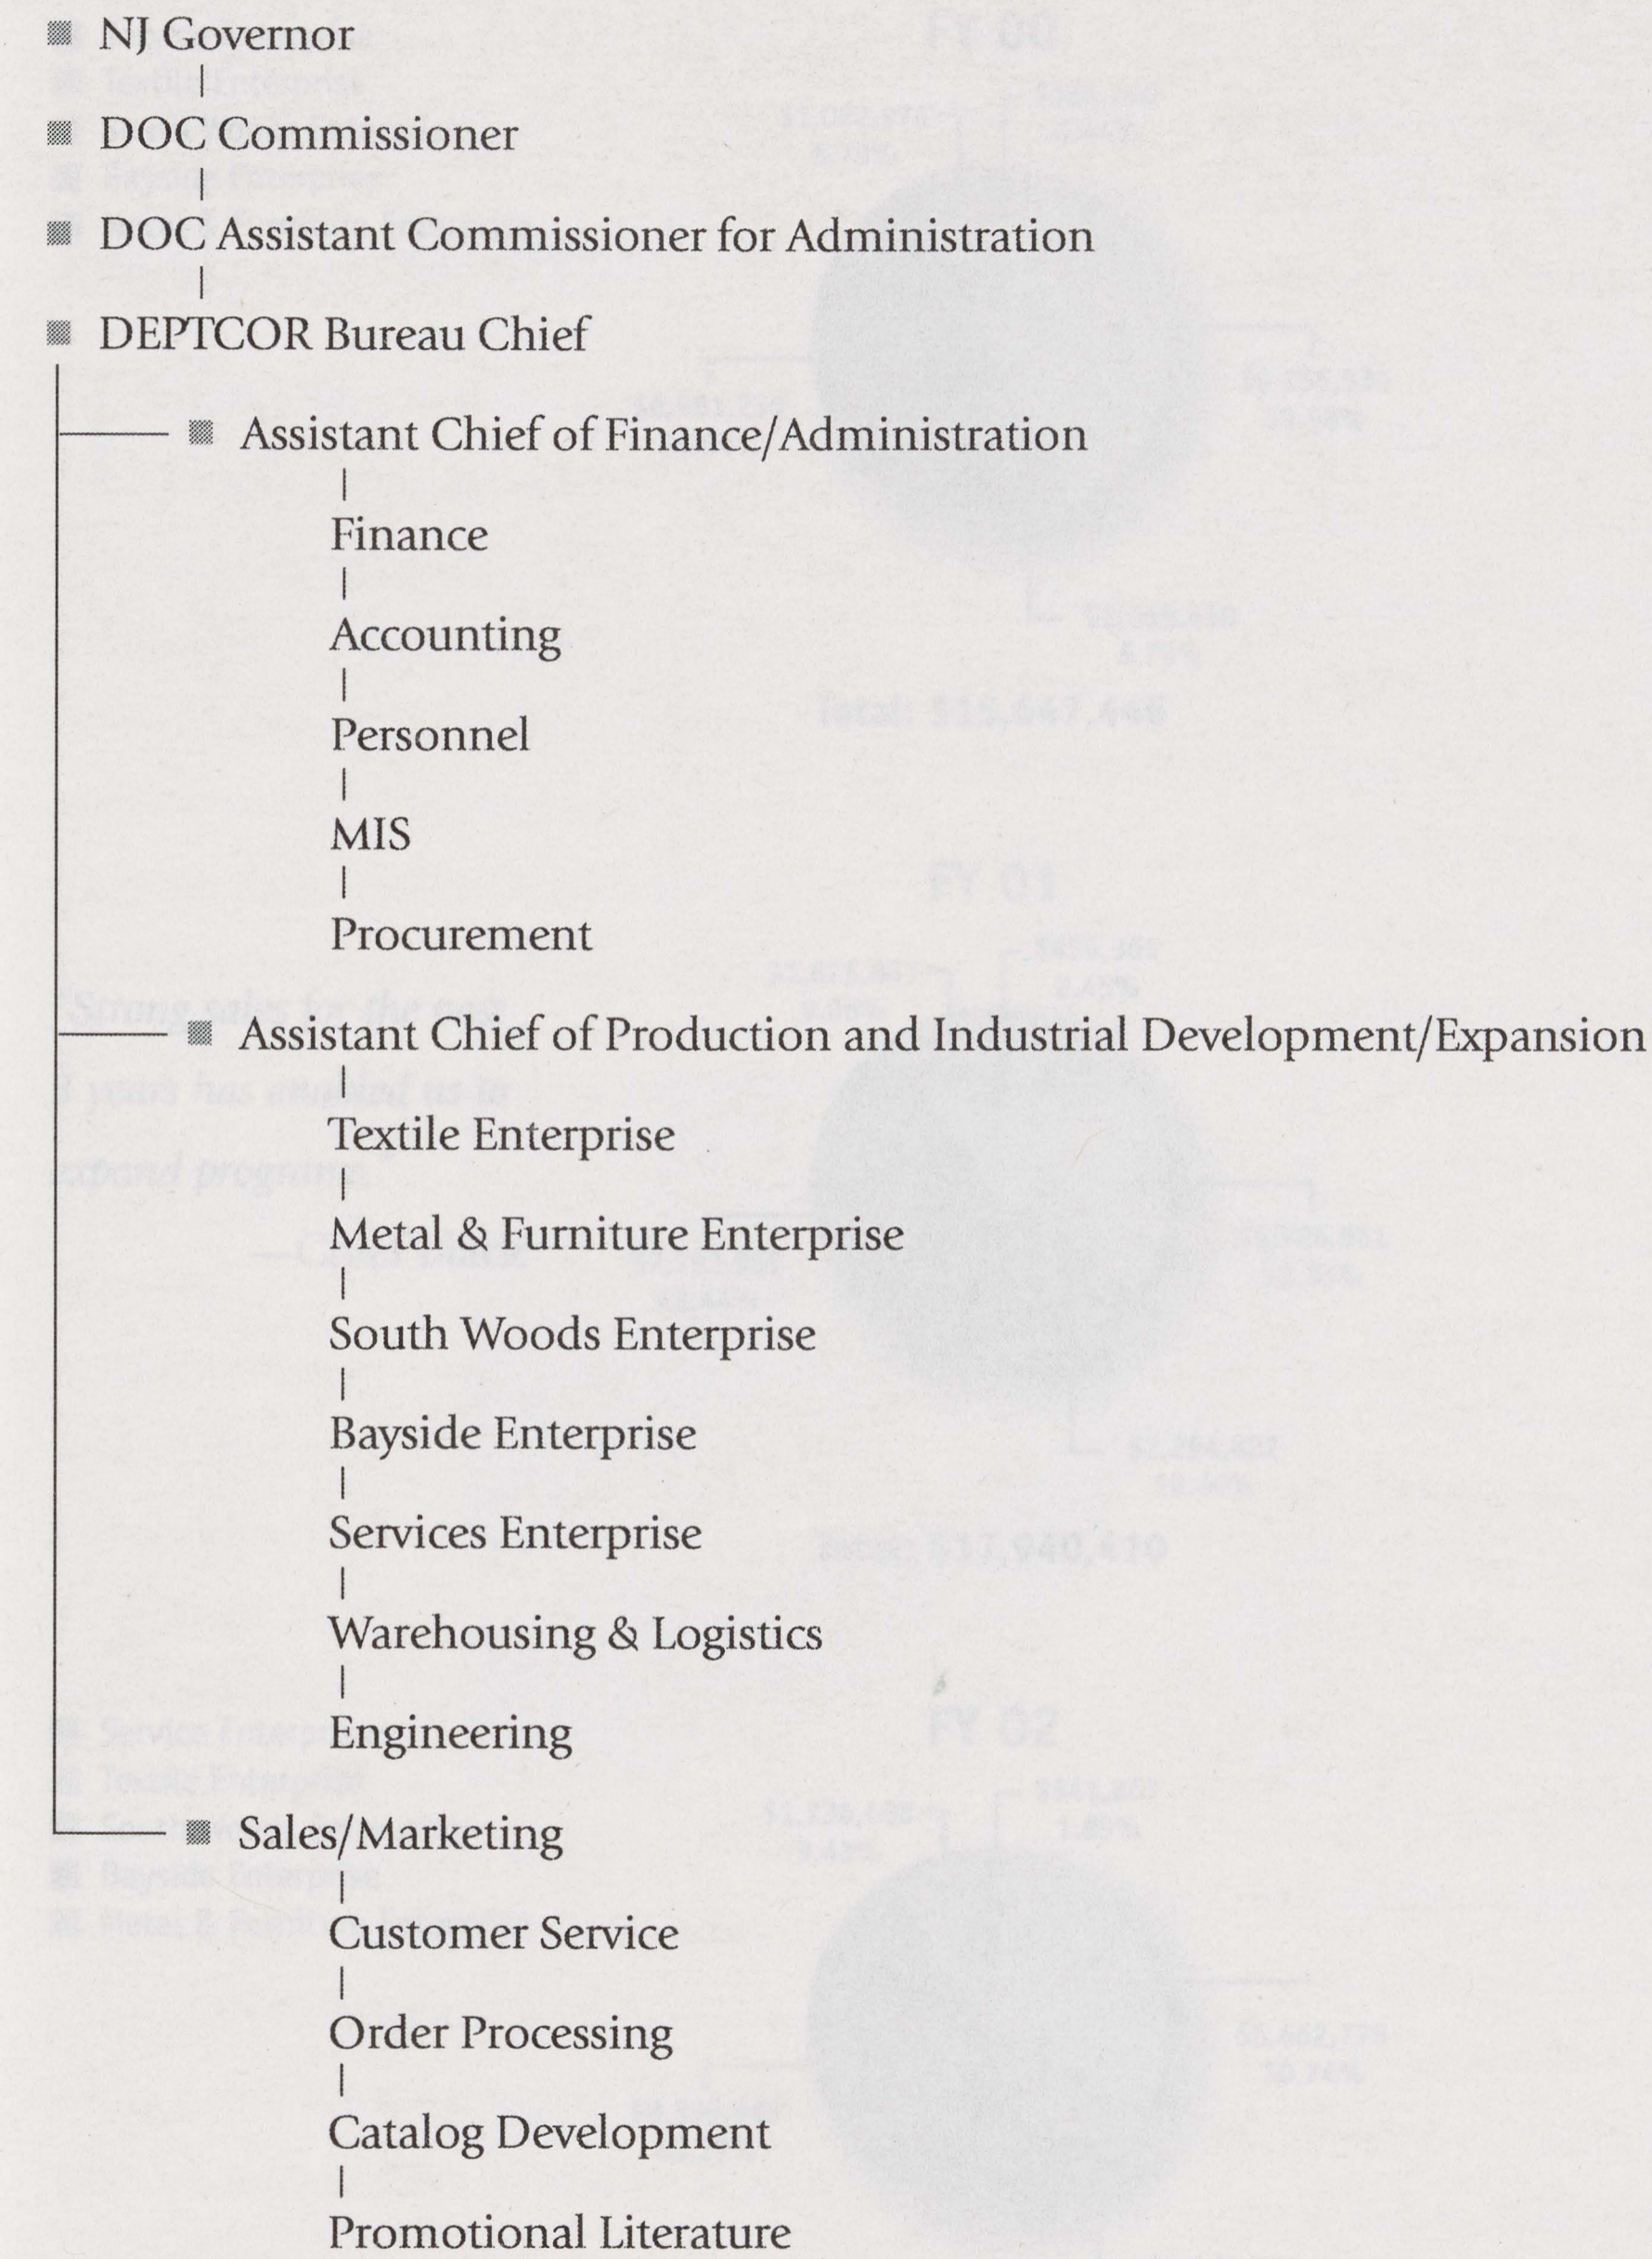 NJ Governor
DOC Commissioner
DOC Assistant Commissioner for Administration
DEPTCOR Bureau Chief
Assistant Chief of Finance/Administration
Finance
Accounting
Personnel
MIS
Procurement
Assistant Chief of Production and Industrial Development/Expansion
Textile Enterprise
Metal & Furniture Enterprise
South Woods Enterprise
Bayside Enterprise
Services Enterprise
Warehousing & Logistics
Engineering
Sales/Marketing
Customer Service
Order Processing
Catalog Development
Promotional Literature